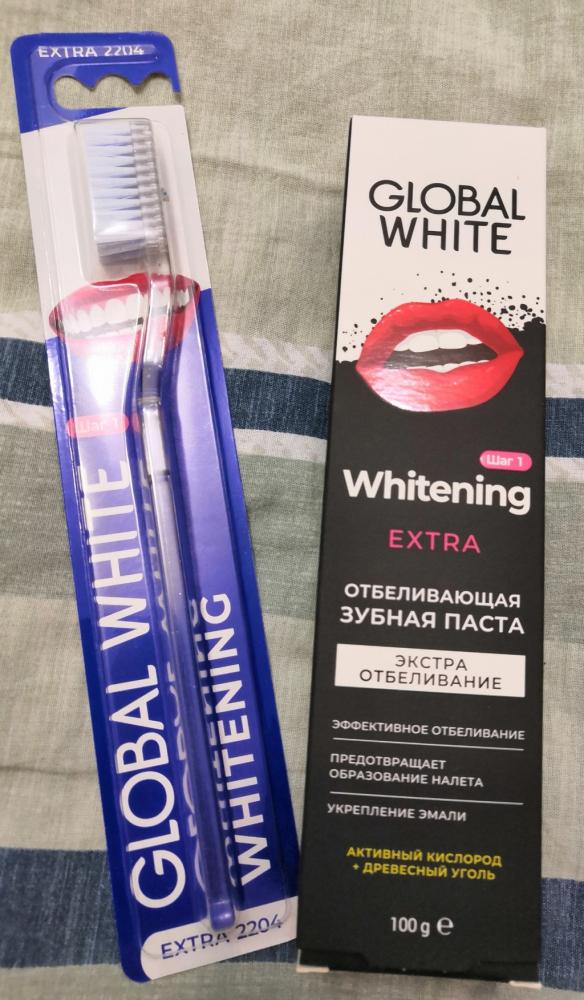 EXTRA 2204
Шаг 1
GLOBAL WHITE
WHITENING
EXTRA 2204
GLOBAL
WHITE
Шаг 1
Whitening
EXTRA
ОТБЕЛИВАЮЩАЯ
ЗУБНАЯ ПАСТА
ЭКСТРА
ОТБЕЛИВАНИЕ
ЭФФЕКТИВНОЕ ОТБЕЛИВАНИЕ
ПРЕДОТВРАЩАЕТ
ОБРАЗОВАНИЕ НАЛЕТА
УКРЕПЛЕНИЕ ЭМАЛИ
АКТИВНЫЙ КИСЛОРОД
+ ДРЕВЕСНЫЙ УГОЛЬ
100 g ℮